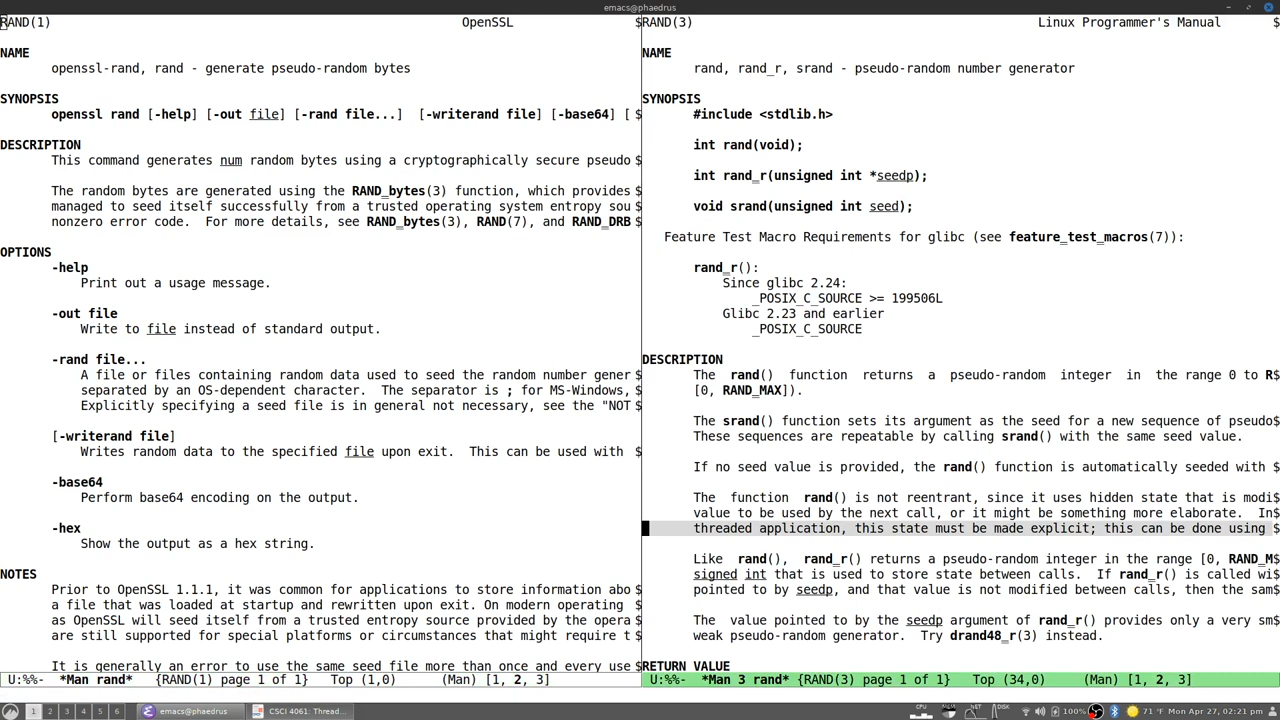 emacs@phaedrus
RAND(1) OpenSSL $
NAME
openssl-rand, rand - generate pseudo-random bytes
SYNOPSIS
openssl rand [-help] [-out file] [-rand file...] [-writerand file] [-base64] [ $
DESCRIPTION
This command generates num random bytes using a cryptographically secure pseudo $
The random bytes are generated using the RAND_bytes(3) function, which provides $
managed to seed itself successfully from a trusted operating system entropy sou $
nonzero error code. For more details, see RAND_bytes(3), RAND(7), and RAND_DRB $
OPTIONS
-help
Print out a usage message.
-out file
Write to file instead of standard output.
-rand file...
A file or files containing random data used to seed the random number gener $
separated by an OS-dependent character. The separator is ; for MS-Windows, $
Explicitly specifying a seed file is in general not necessary, see the "NOT $
[-writerand file]
Writes random data to the specified file upon exit. This can be used with $
-base64
Perform base64 encoding on the output.
-hex
Show the output as a hex string.
NOTES
Prior to OpenSSL 1.1.1, it was common for applications to store information abo $
a file that was loaded at startup and rewritten upon exit. On modern operating $
as OpenSSL will seed itself from a trusted entropy source provided by the opera $
are still supported for special platforms or circumstances that might require t $
It is generally an error to use the same seed file more than once and every use $
U:%%- *Man rand* {RAND(1) page 1 of 1} Top (1,0) (Man) [1, 2, 3]
RAND(3) Linux Programmer's Manual $
NAME
rand, rand_r, srand - pseudo-random number generator
SYNOPSIS
#include <stdlib.h>
int rand(void);
int rand_r(unsigned int *seedp);
void srand(unsigned int seed);
Feature Test Macro Requirements for glibc (see feature_test_macros(7)):
rand_r():
Since glibc 2.24:
_POSIX_C_SOURCE >= 199506L
Glibc 2.23 and earlier
_POSIX_C_SOURCE
DESCRIPTION
The rand() function returns a pseudo-random integer in the range 0 to R$
[0, RAND_MAX]).
The srand() function sets its argument as the seed for a new sequence of pseudo$
These sequences are repeatable by calling srand() with the same seed value.
If no seed value is provided, the rand() function is automatically seeded with $
The function rand() is not reentrant, since it uses hidden state that is modi$
value to be used by the next call, or it might be something more elaborate. In$
threaded application, this state must be made explicit; this can be done using $
Like rand(), rand_r() returns a pseudo-random integer in the range [0, RAND_M$
signed int that is used to store state between calls. If rand_r() is called wi$
pointed to by seedp, and that value is not modified between calls, then the sam$
The value pointed to by the seedp argument of rand_r() provides only a very sm$
weak pseudo-random generator. Try drand48_r(3) instead.
RETURN VALUE
U:%%- *Man 3 rand* {RAND(3) page 1 of 1} Top (34,0) (Man) [1, 2, 3]
1 2 3 4 5 6 emacs@phaedrus CSCI 4061: Thread... CPU NET DISK 100% 71 °F Mon Apr 27, 02:21 pm